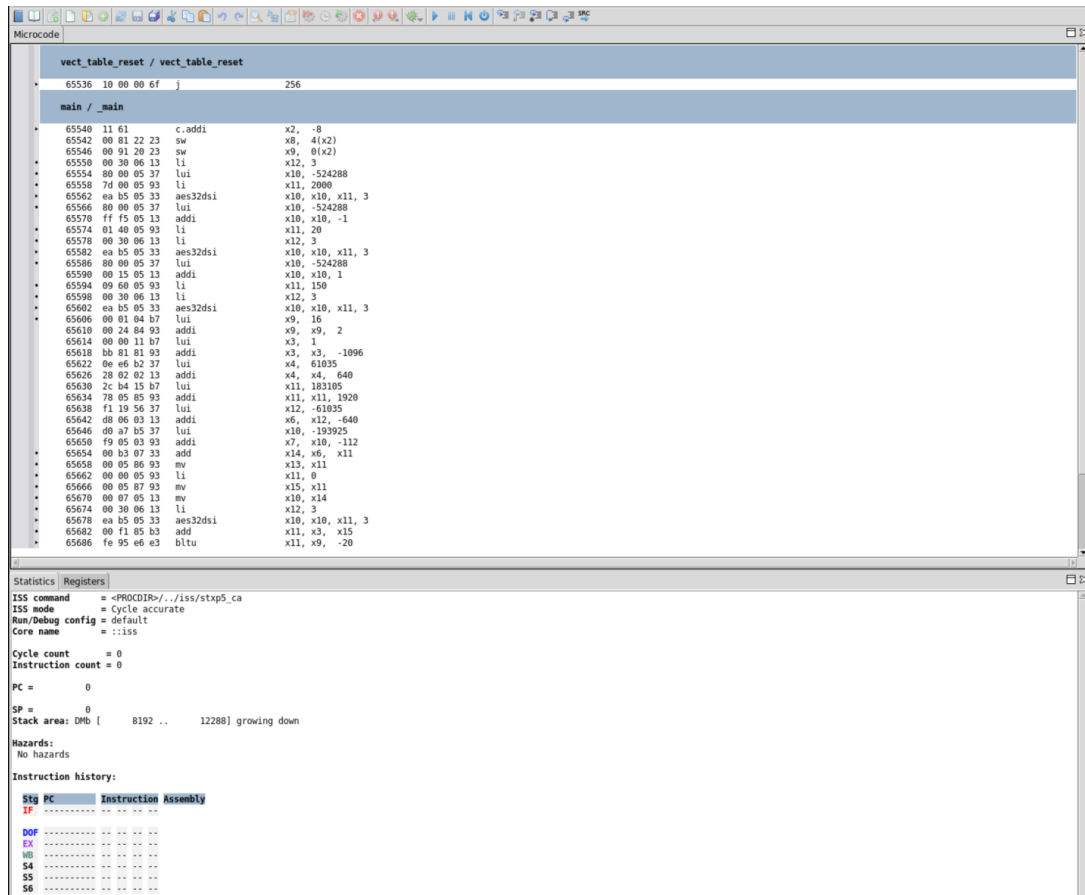 SRC
Microcode
vect_table_reset / vect_table_reset
65536 10 00 00 6f j 256
main / _main
65540 11 61 c.addi x2, -8
65542 00 81 22 23 sw x8, 4(x2)
65546 00 91 20 23 sw x9, 0(x2)
65550 00 30 06 13 li x12, 3
65554 80 00 05 37 lui x10, -524288
65558 7d 00 05 93 li x11, 2000
65562 ea b5 05 33 aes32dsi x10, x10, x11, 3
65566 80 00 05 37 lui x10, -524288
65570 ff f5 05 13 addi x10, x10, -1
65574 01 40 05 93 li x11, 20
65578 00 30 06 13 li x12, 3
65582 ea b5 05 33 aes32dsi x10, x10, x11, 3
65586 80 00 05 37 lui x10, -524288
65590 00 15 05 13 addi x10, x10, 1
65594 09 60 05 93 li x11, 150
65598 00 30 06 13 li x12, 3
65602 ea b5 05 33 aes32dsi x10, x10, x11, 3
65606 00 01 04 b7 lui x9, 16
65610 00 24 84 93 addi x9, x9, 2
65614 00 00 11 b7 lui x3, 1
65618 bb 81 81 93 addi x3, x3, -1096
65622 0e e6 b2 37 lui x4, 61035
65626 28 02 02 13 addi x4, x4, 640
65630 2c b4 15 b7 lui x11, 183105
65634 78 05 85 93 addi x11, x11, 1920
65638 f1 19 56 37 lui x12, -61035
65642 d8 06 03 13 addi x6, x12, -640
65646 d0 a7 b5 37 lui x10, -193925
65650 f9 05 03 93 addi x7, x10, -112
65654 00 b3 07 33 add x14, x6, x11
65658 00 05 86 93 mv x13, x11
65662 00 00 05 93 li x11, 0
65666 00 05 87 93 mv x15, x11
65670 00 07 05 13 mv x10, x14
65674 00 30 06 13 li x12, 3
65678 ea b5 05 33 aes32dsi x10, x10, x11, 3
65682 00 f1 85 b3 add x11, x3, x15
65686 fe 95 e6 e3 bltu x11, x9, -20
Statistics Registers
ISS command = <PROCDIR>/../iss/stxp5_ca
ISS mode = Cycle accurate
Run/Debug config = default
Core name = ::iss
Cycle count = 0
Instruction count = 0
PC = 0
SP = 0
Stack area: DMb [ 8192 .. 12288] growing down
Hazards:
No hazards
Instruction history:
Stg PC Instruction Assembly
IF ---------- -- -- -- --
DOF ---------- -- -- -- --
EX ---------- -- -- -- --
WB ---------- -- -- -- --
S4 ---------- -- -- -- --
S5 ---------- -- -- -- --
S6 ---------- -- -- -- --